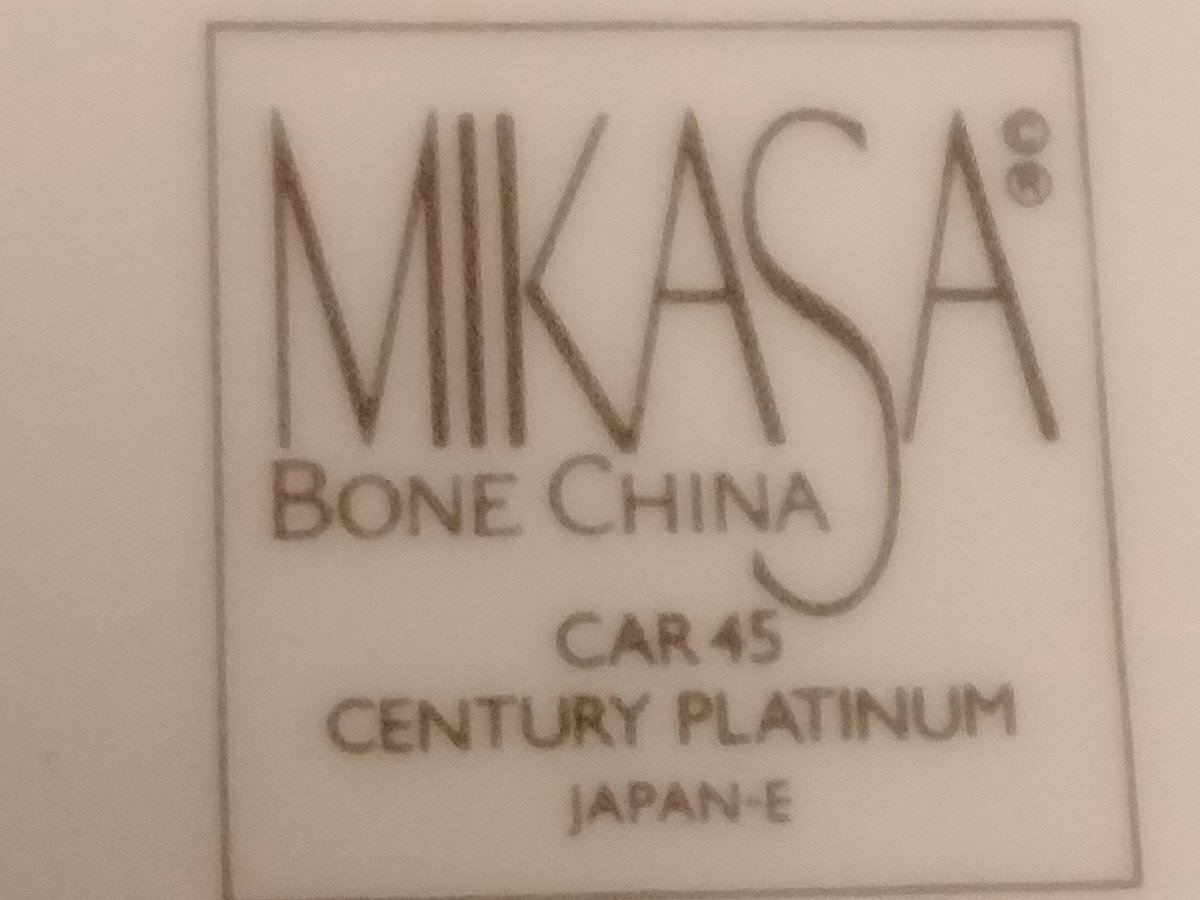 MIKASA ©
®
BONE CHINA
CAR 45
CENTURY PLATINUM
JAPAN-E